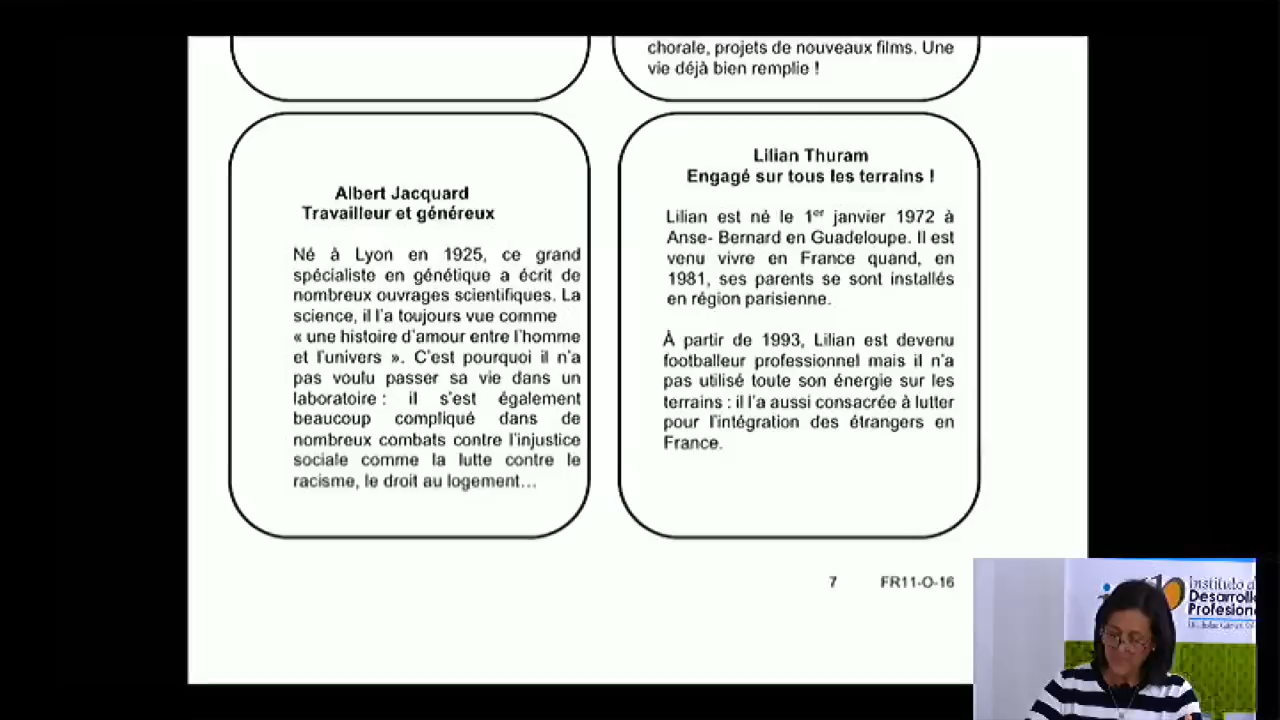 chorale, projets de nouveaux films. Une
vie déjà bien remplie !
Albert Jacquard
Travailleur et généreux
Né à Lyon en 1925, ce grand
spécialiste en génétique a écrit de
nombreux ouvrages scientifiques. La
science, il l'a toujours vue comme
« une histoire d'amour entre l'homme
et l'univers ». C'est pourquoi il n'a
pas voulu passer sa vie dans un
laboratoire : il s'est également
beaucoup compliqué dans de
nombreux combats contre l'injustice
sociale comme la lutte contre le
racisme, le droit au logement…
Lilian Thuram
Engagé sur tous les terrains !
Lilian est né le 1er janvier 1972 à
Anse- Bernard en Guadeloupe. Il est
venu vivre en France quand, en
1981, ses parents se sont installés
en région parisienne.
À partir de 1993, Lilian est devenu
footballeur professionnel mais il n'a
pas utilisé toute son énergie sur les
terrains : il l'a aussi consacrée à lutter
pour l'intégration des étrangers en
France.
7 FR11-O-16
Instituto d
Desarroll
Profesion